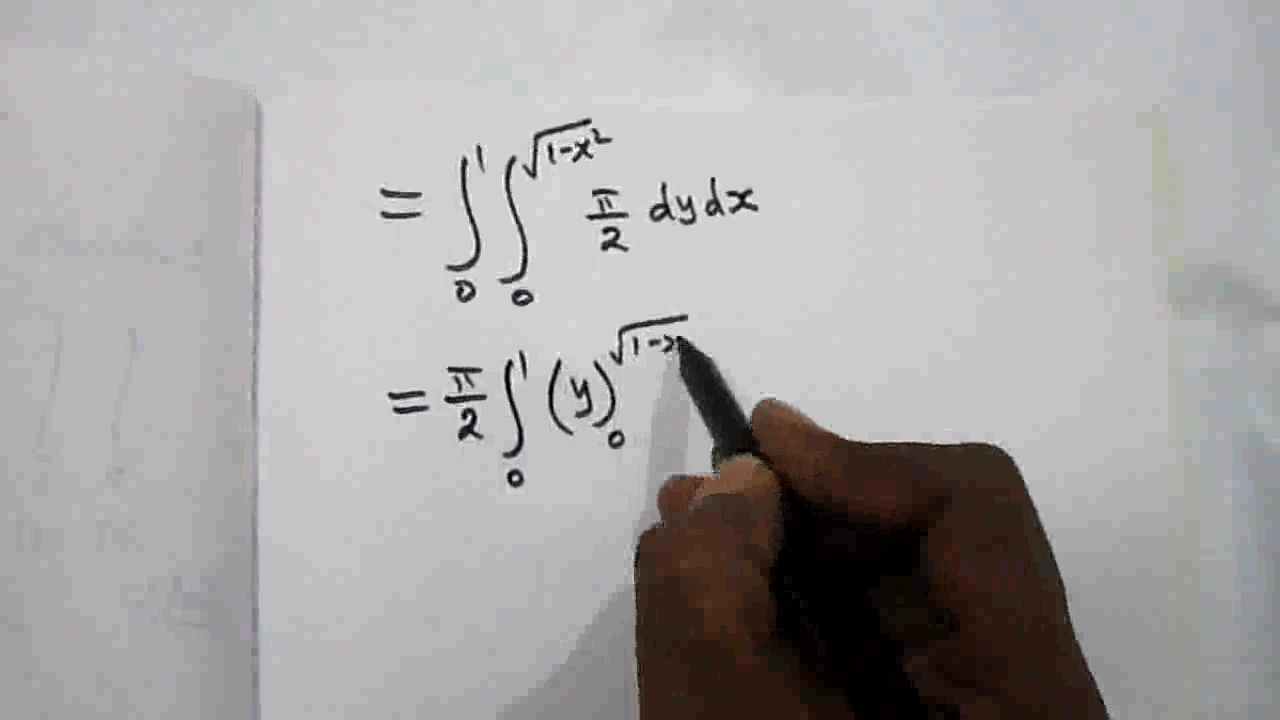 = ∫₀¹ ∫₀^√(1-x²) π/2 dy dx
= π/2 ∫₀¹ (y)₀^√(1-x